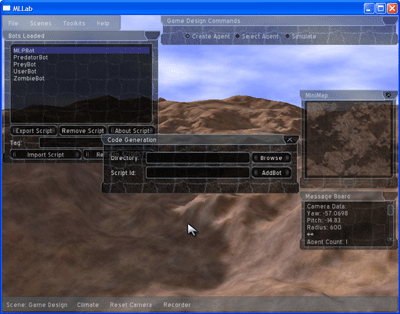 MLLab
File Scenes Toolkits Help
Game Design Commands
Create Agent Select Agent Template
Bots Loaded
MLPBot
PredatorBot
PreyBot
UserBot
ZombieBot
Export Script Remove Script About Script
Tag:
Import Script Re
Code Generation
Directory: Browse
Script Id: AddBot
MiniMap
Message Board
Camera Data
Yaw: -57.0698
Pitch: -14.83
Radius: 600
**
Agent Count: 1
Scene: Game Design Climate Reset Camera Recorder